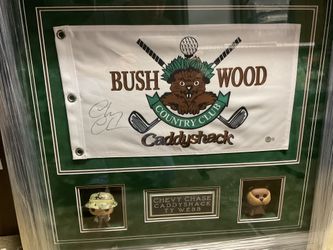 BUSH WOOD
COUNTRY CLUB
Caddyshack
CHEVY CHASE
CADDYSHACK
TY WEBB